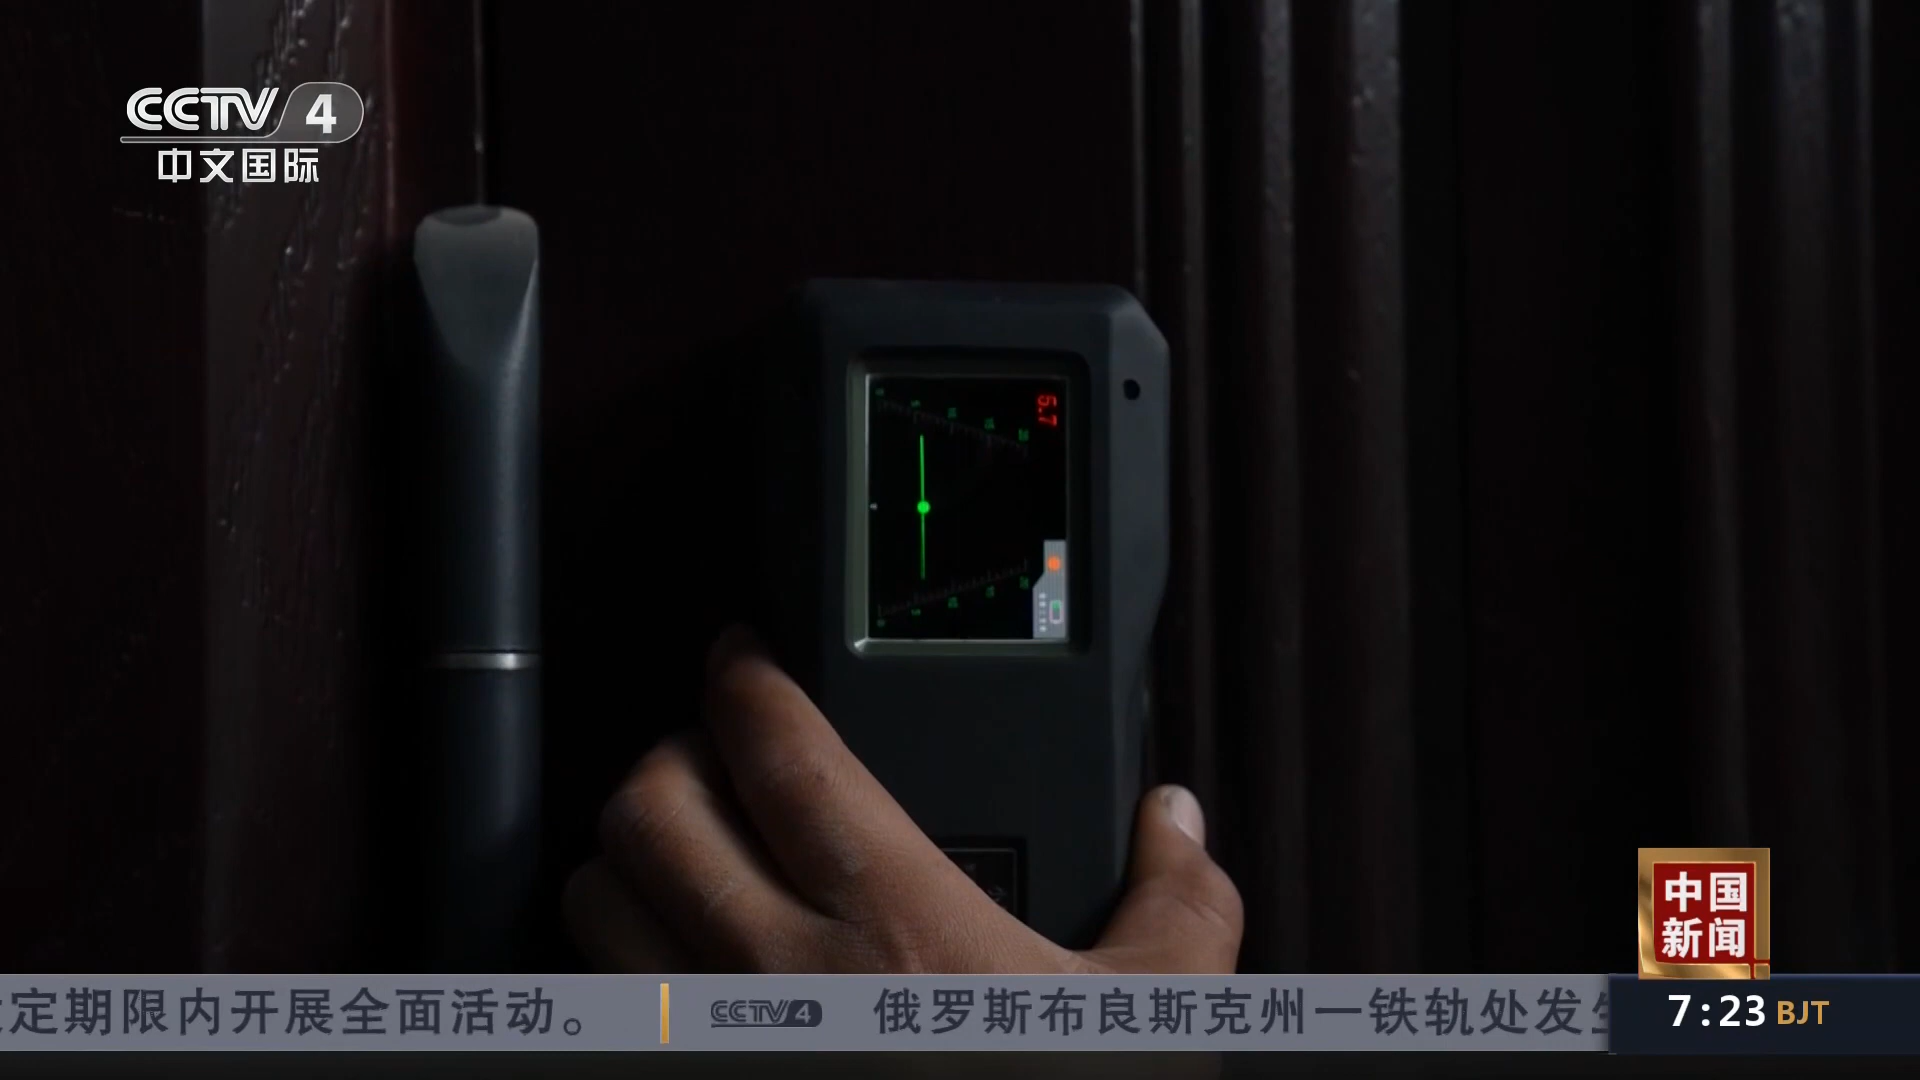 CCTV 4
中文国际
5.7
中国
新闻
定期限内开展全面活动。
CCTV 4
俄罗斯布良斯克州一铁轨处发
7:23 BJT